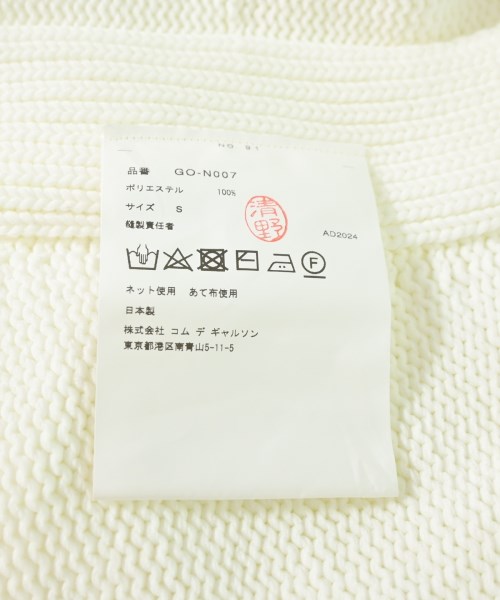 品番 GO-N007
ポリエステル 100%
サイズ S
縫製責任者
清野
AD2024
F
ネット使用 あて布使用
日本製
株式会社 コム デ ギャルソン
東京都港区南青山5-11-5